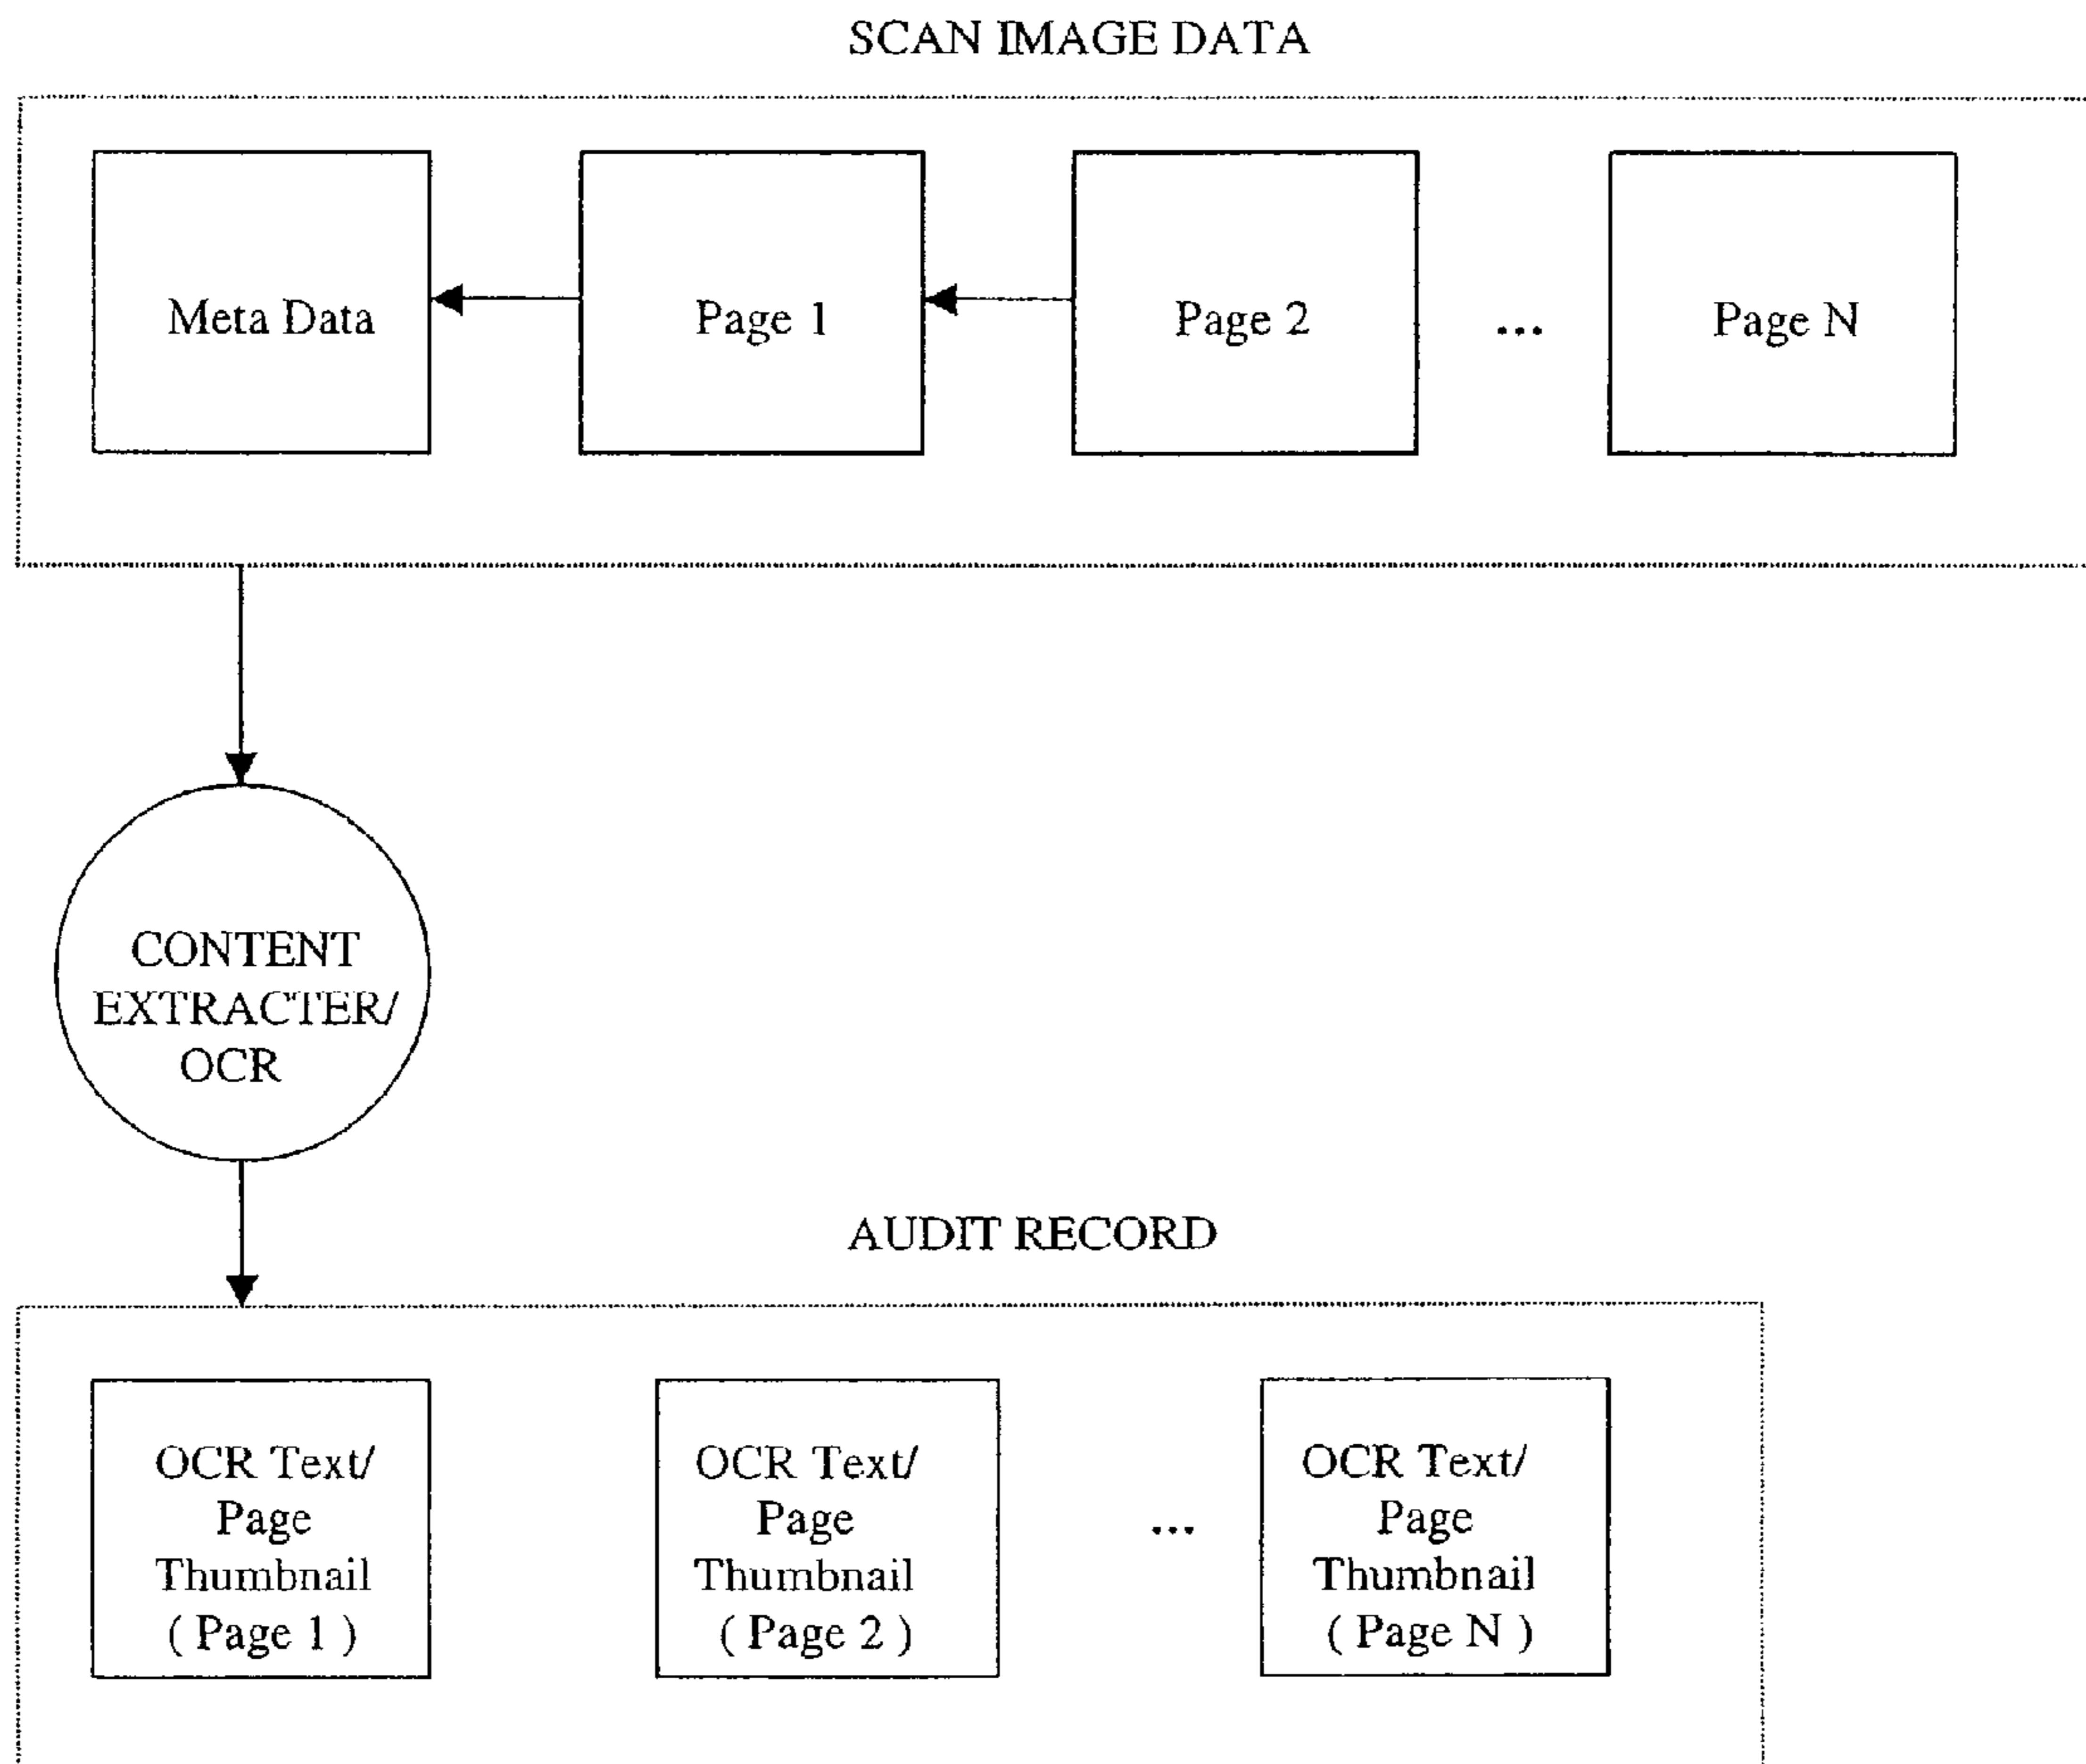 SCAN IMAGE DATA
Meta Data
Page 1
Page 2
...
Page N
CONTENT
EXTRACTER/
OCR
AUDIT RECORD
OCR Text/
Page
Thumbnail
( Page 1 )
OCR Text/
Page
Thumbnail
( Page 2 )
...
OCR Text/
Page
Thumbnail
( Page N )